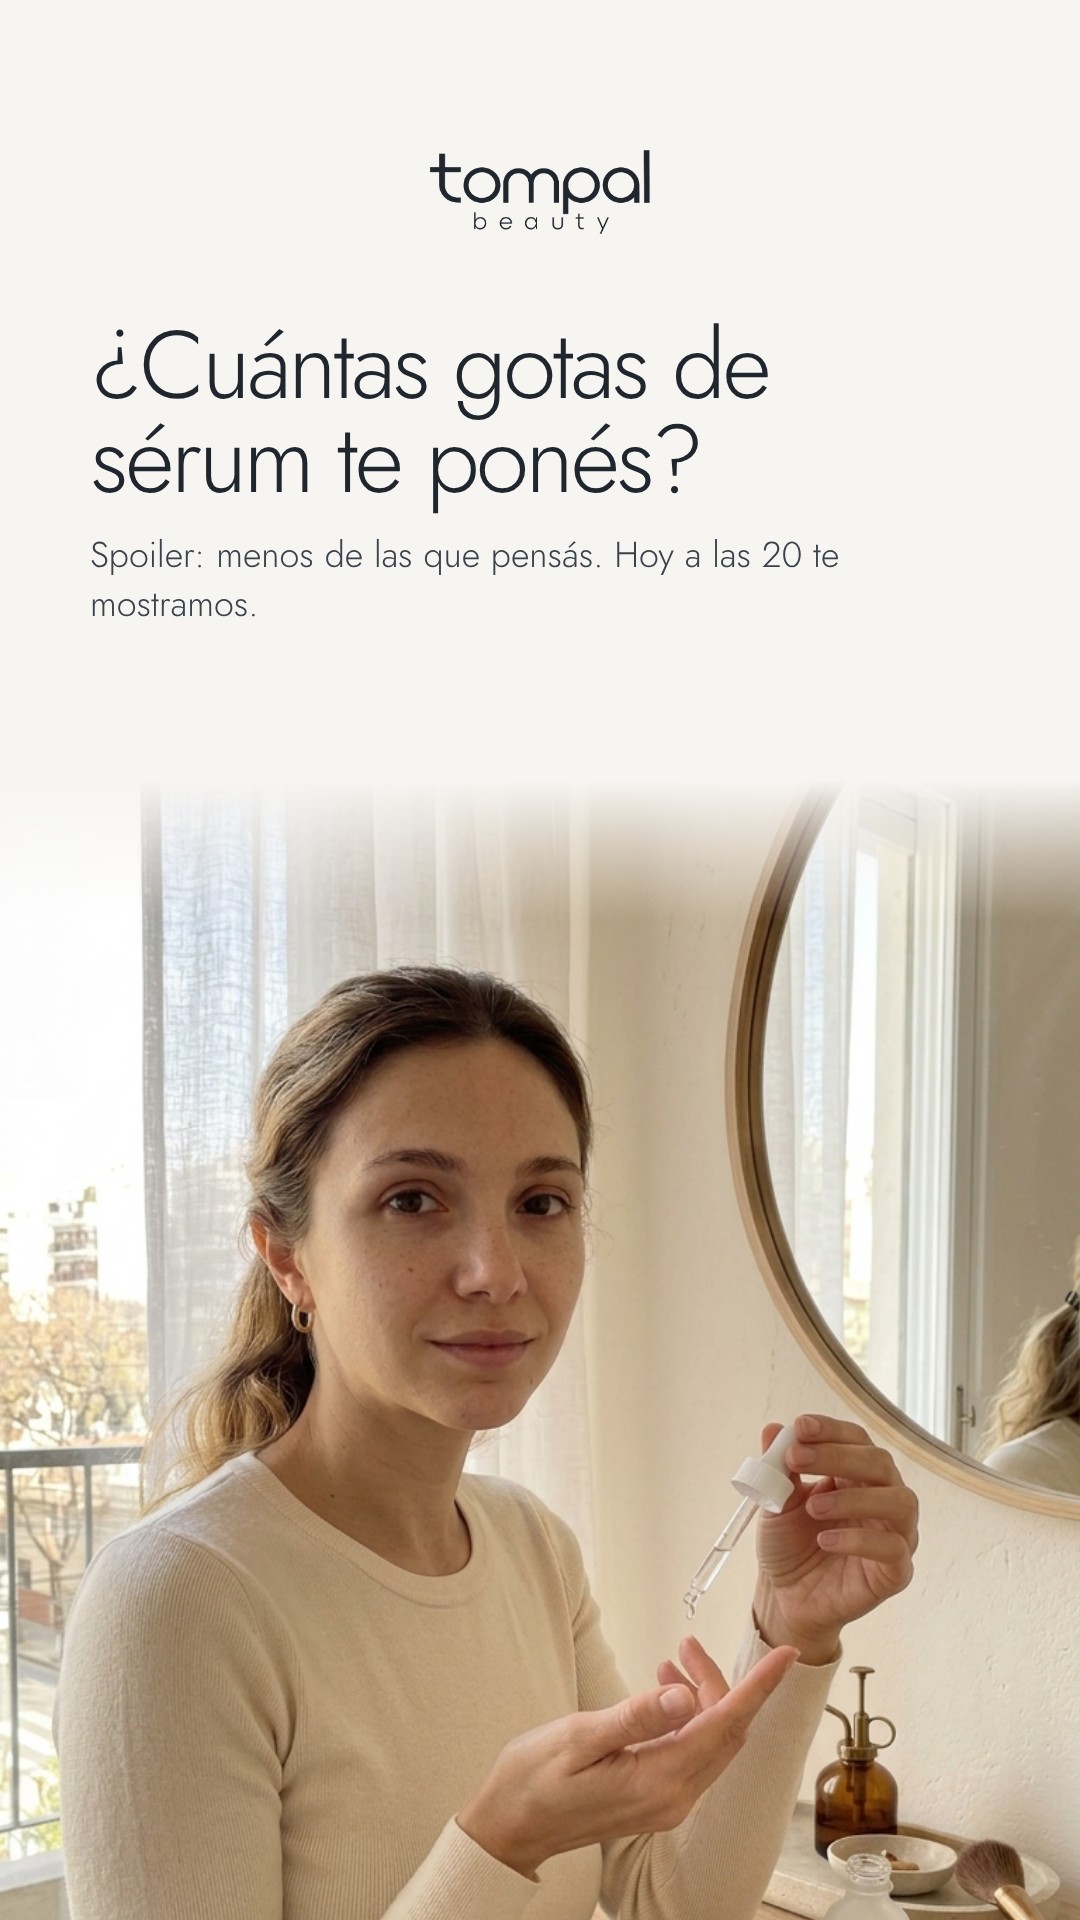 tompal
beauty
¿Cuántas gotas de
sérum te ponés?
Spoiler: menos de las que pensás. Hoy a las 20 te
mostramos.